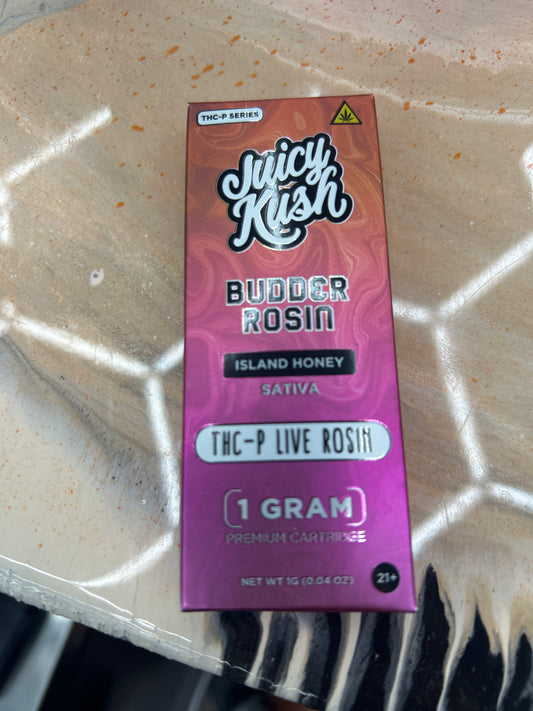 THC-P SERIES
Juicy
Kush
BUDDER
ROSIN
ISLAND HONEY
SATIVA
THC-P LIVE ROSIN
1 GRAM
PREMIUM CARTRIDGE
NET WT 1G (0.04 OZ)
21+